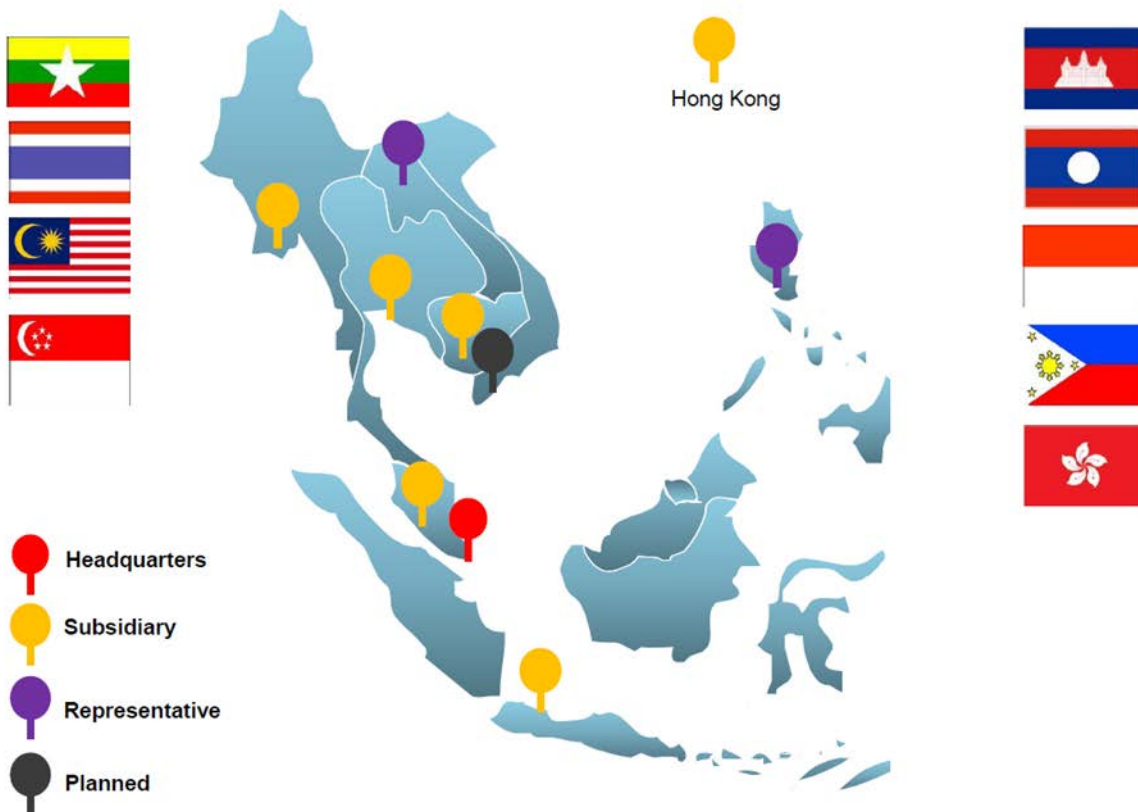 Hong Kong
Headquarters
Subsidiary
Representative
Planned